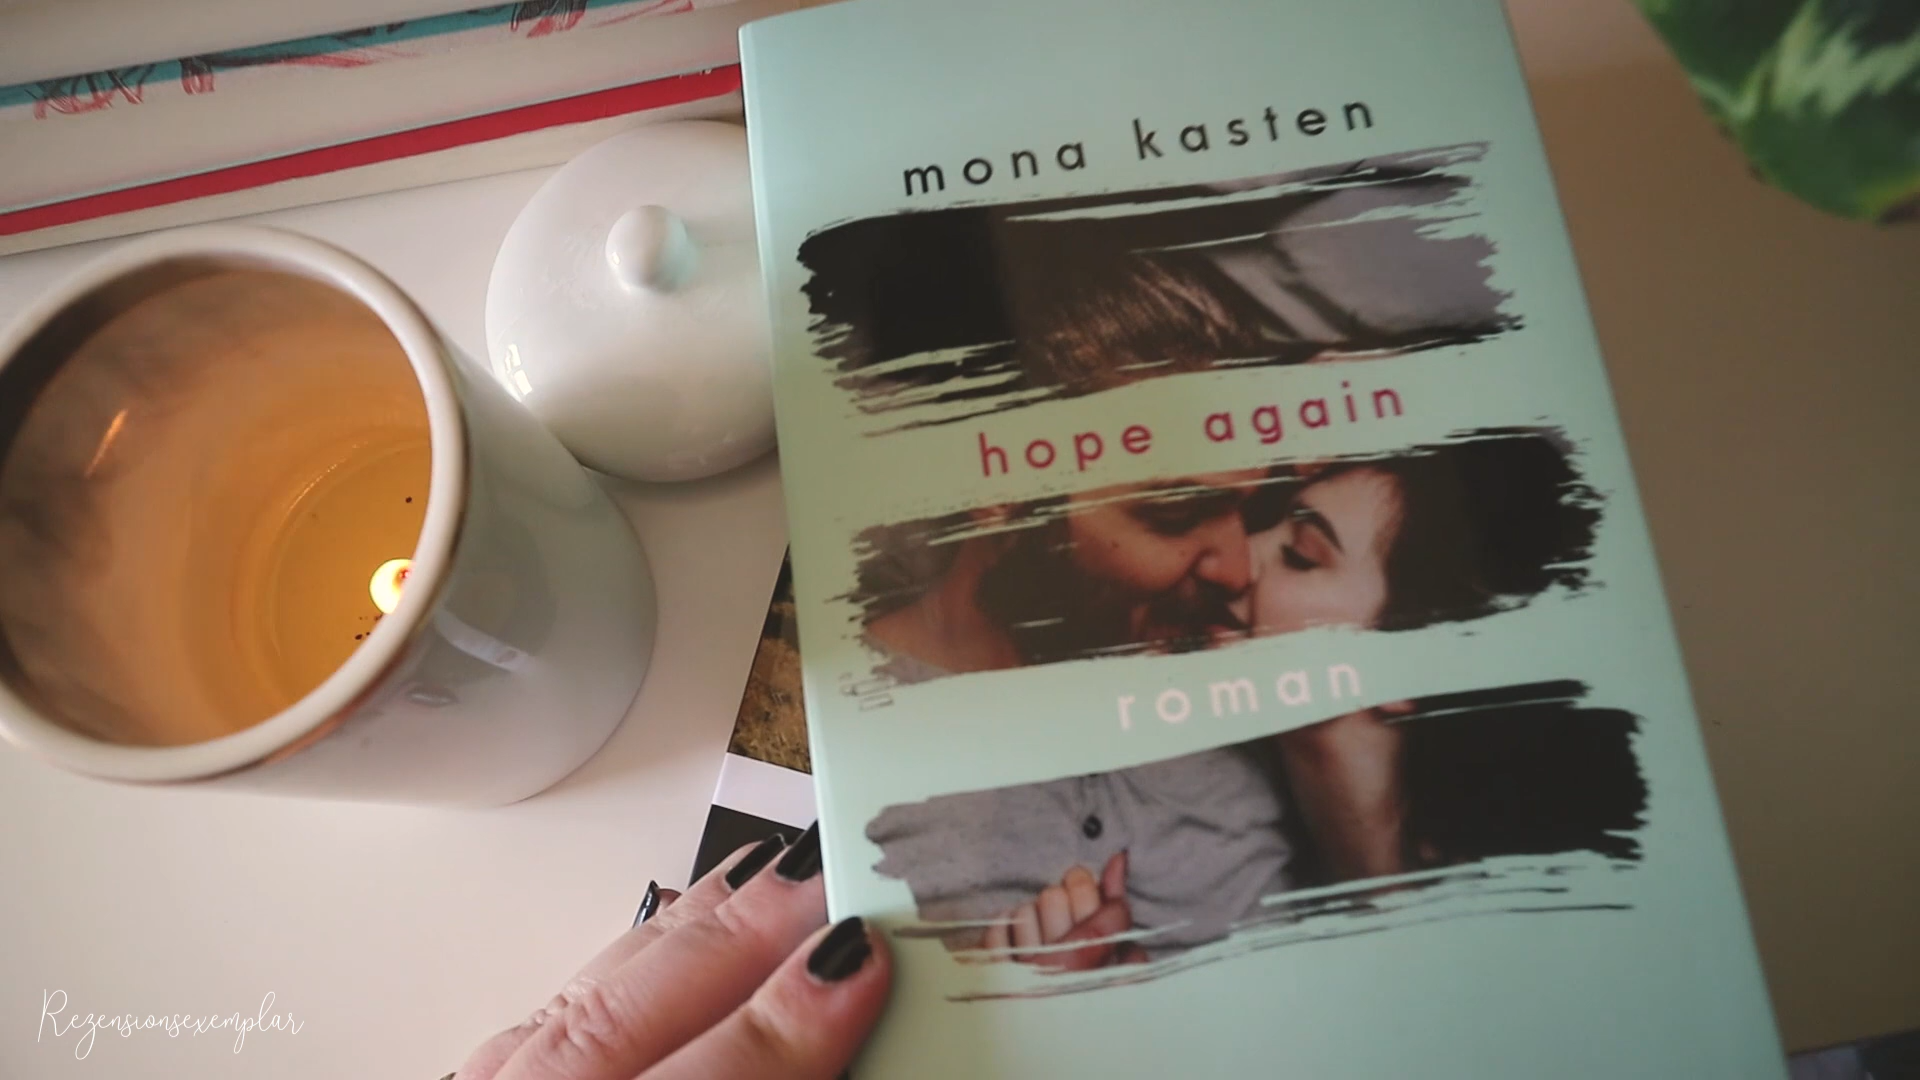 mona kasten
hope again
roman
Rezensionsexemplar